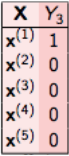 X Y₃
x⁽¹⁾ 1
x⁽²⁾ 0
x⁽³⁾ 0
x⁽⁴⁾ 0
x⁽⁵⁾ 0